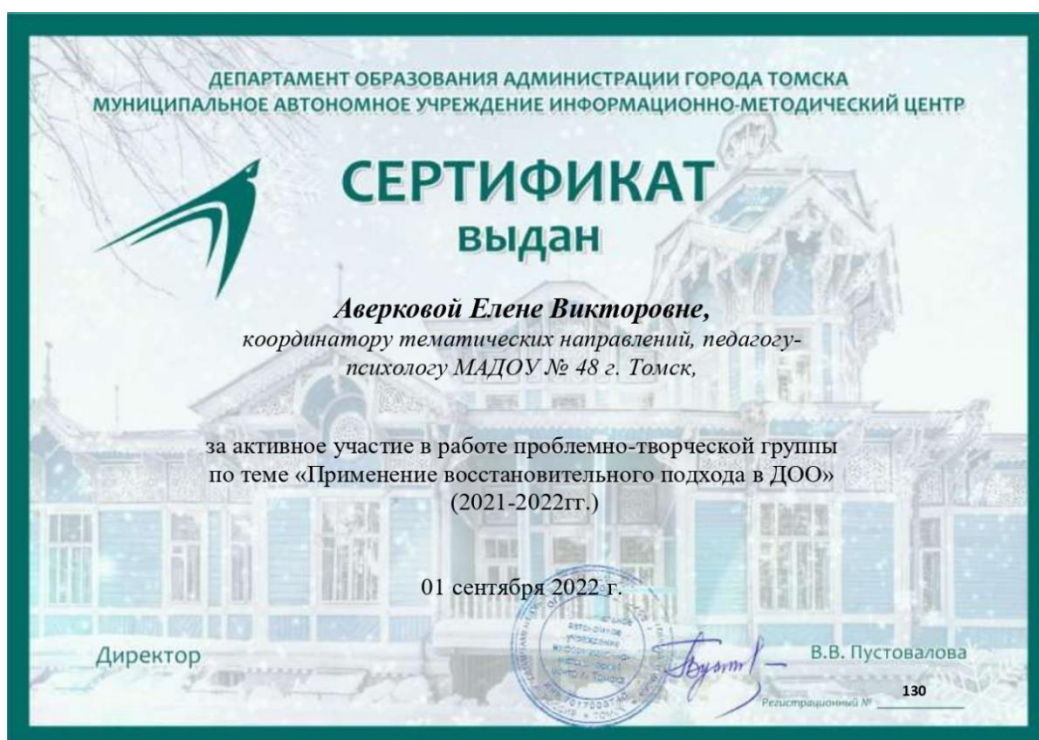 ДЕПАРТАМЕНТ ОБРАЗОВАНИЯ АДМИНИСТРАЦИИ ГОРОДА ТОМСКА
МУНИЦИПАЛЬНОЕ АВТОНОМНОЕ УЧРЕЖДЕНИЕ ИНФОРМАЦИОННО-МЕТОДИЧЕСКИЙ ЦЕНТР
СЕРТИФИКАТ
выдан
Аверковой Елене Викторовне,
координатору тематических направлений, педагогу-
психологу МАДОУ № 48 г. Томск,
за активное участие в работе проблемно-творческой группы
по теме «Применение восстановительного подхода в ДОО»
(2021-2022гг.)
01 сентября 2022 г.
Директор
В.В. Пустовалова
Регистрационный № 130